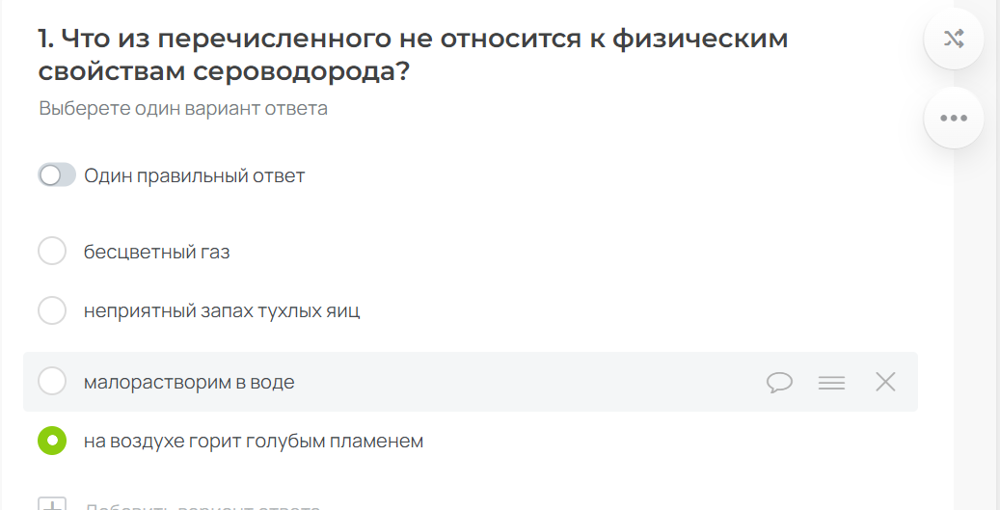 1. Что из перечисленного не относится к физическим
свойствам сероводорода?
Выберете один вариант ответа
Один правильный ответ
бесцветный газ
неприятный запах тухлых яиц
малорастворим в воде
на воздухе горит голубым пламенем
Добавить вариант ответа